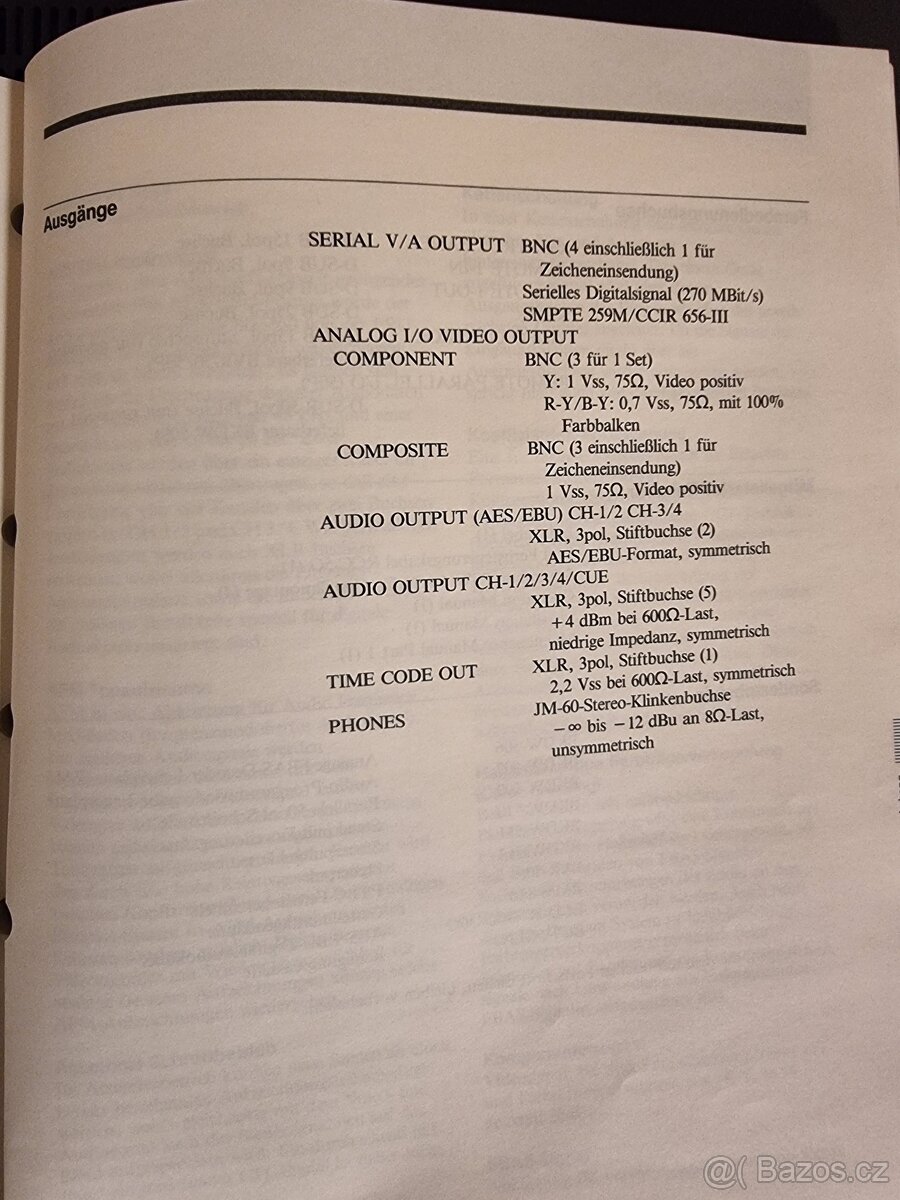 Ausgänge
SERIAL V/A OUTPUT BNC (4 einschließlich 1 für
Zeicheneinsendung)
Serielles Digitalsignal (270 MBit/s)
SMPTE 259M/CCIR 656-III
ANALOG I/O VIDEO OUTPUT
COMPONENT BNC (3 für 1 Set)
Y: 1 Vss, 75Ω, Video positiv
R-Y/B-Y: 0,7 Vss, 75Ω, mit 100%
Farbbalken
COMPOSITE BNC (3 einschließlich 1 für
Zeicheneinsendung)
1 Vss, 75Ω, Video positiv
AUDIO OUTPUT (AES/EBU) CH-1/2 CH-3/4
XLR, 3pol, Stiftbuchse (2)
AES/EBU-Format, symmetrisch
AUDIO OUTPUT CH-1/2/3/4/CUE
XLR, 3pol, Stiftbuchse (5)
+4 dBm bei 600Ω-Last,
niedrige Impedanz, symmetrisch
TIME CODE OUT XLR, 3pol, Stiftbuchse (1)
2,2 Vss bei 600Ω-Last, symmetrisch
PHONES JM-60-Stereo-Klinkenbuchse
−∞ bis −12 dBu an 8Ω-Last,
unsymmetrisch
@( Bazos.cz